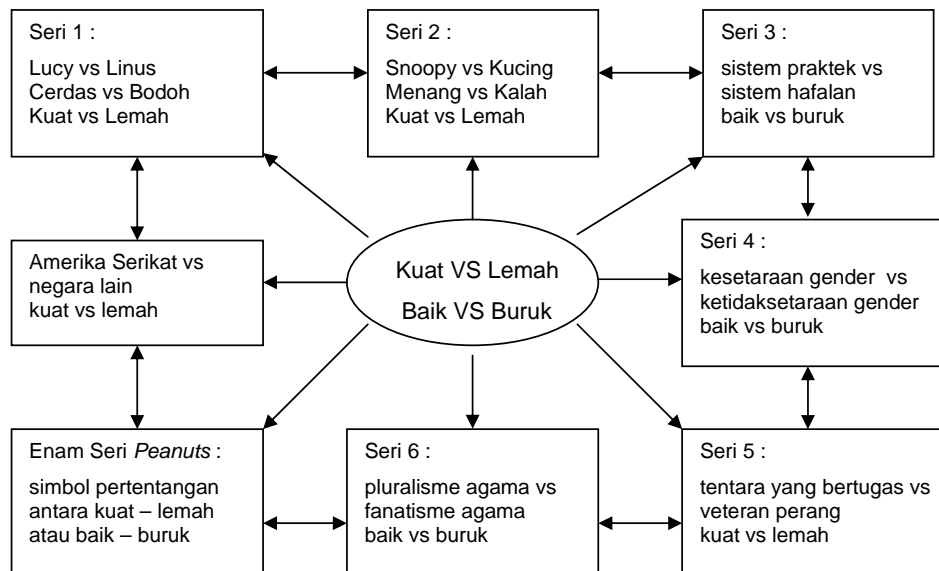 Seri 1 :
Lucy vs Linus
Cerdas vs Bodoh
Kuat vs Lemah
Seri 2 :
Snoopy vs Kucing
Menang vs Kalah
Kuat vs Lemah
Seri 3 :
sistem praktek vs
sistem hafalan
baik vs buruk
Amerika Serikat vs
negara lain
kuat vs lemah
Kuat VS Lemah
Baik VS Buruk
Seri 4 :
kesetaraan gender vs
ketidaksetaraan gender
baik vs buruk
Enam Seri Peanuts :
simbol pertentangan
antara kuat – lemah
atau baik – buruk
Seri 6 :
pluralisme agama vs
fanatisme agama
baik vs buruk
Seri 5 :
tentara yang bertugas vs
veteran perang
kuat vs lemah